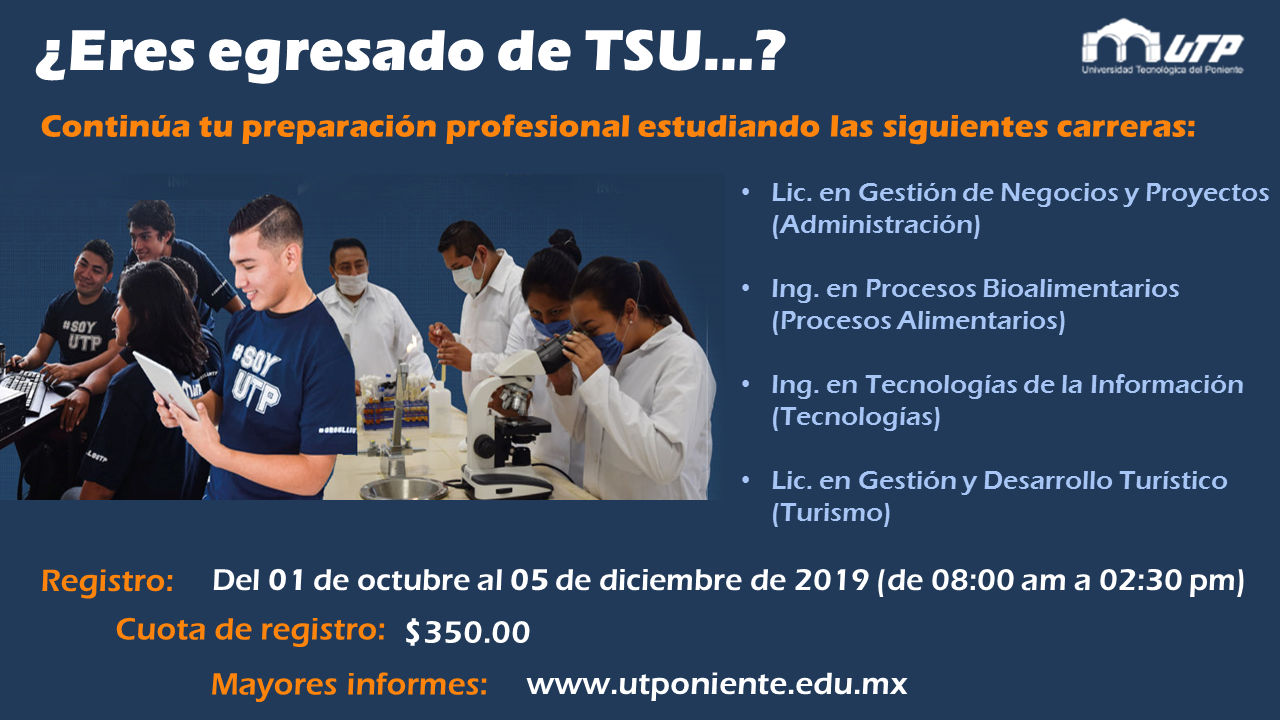 ¿Eres egresado de TSU...?
UTP
Universidad Tecnológica del Poniente
Continúa tu preparación profesional estudiando las siguientes carreras:
• Lic. en Gestión de Negocios y Proyectos
(Administración)
• Ing. en Procesos Bioalimentarios
(Procesos Alimentarios)
• Ing. en Tecnologías de la Información
(Tecnologías)
• Lic. en Gestión y Desarrollo Turístico
(Turismo)
#SOY
UTP
#SOY
UTP
Registro: Del 01 de octubre al 05 de diciembre de 2019 (de 08:00 am a 02:30 pm)
Cuota de registro: $350.00
Mayores informes: www.utponiente.edu.mx